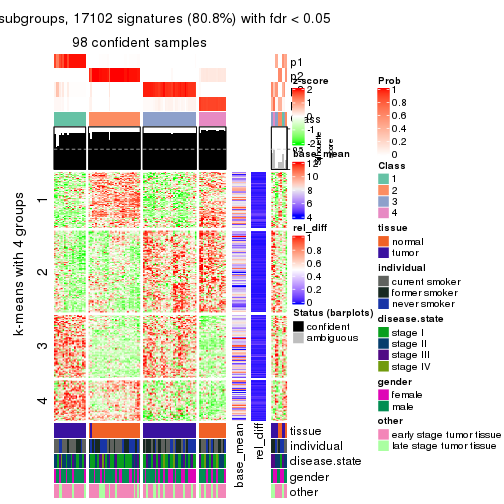 subgroups, 17102 signatures (80.8%) with fdr < 0.05
98 confident samples
p1
p2
z-score
2
1
-1
-2
Class
Silhouette
score
base_mean
12
10
8
6
4
rel_diff
1
0.8
0.6
0.4
0.2
0
Status (barplots)
confident
ambiguous
Prob
1
0.8
0.6
0.4
0.2
0
Class
1
2
3
4
tissue
normal
tumor
individual
current smoker
former smoker
never smoker
disease.state
stage I
stage II
stage III
stage IV
gender
female
male
other
early stage tumor tissue
late stage tumor tissue
k-means with 4 groups
1
2
3
4
base_mean
rel_diff
tissue
individual
disease.state
gender
other